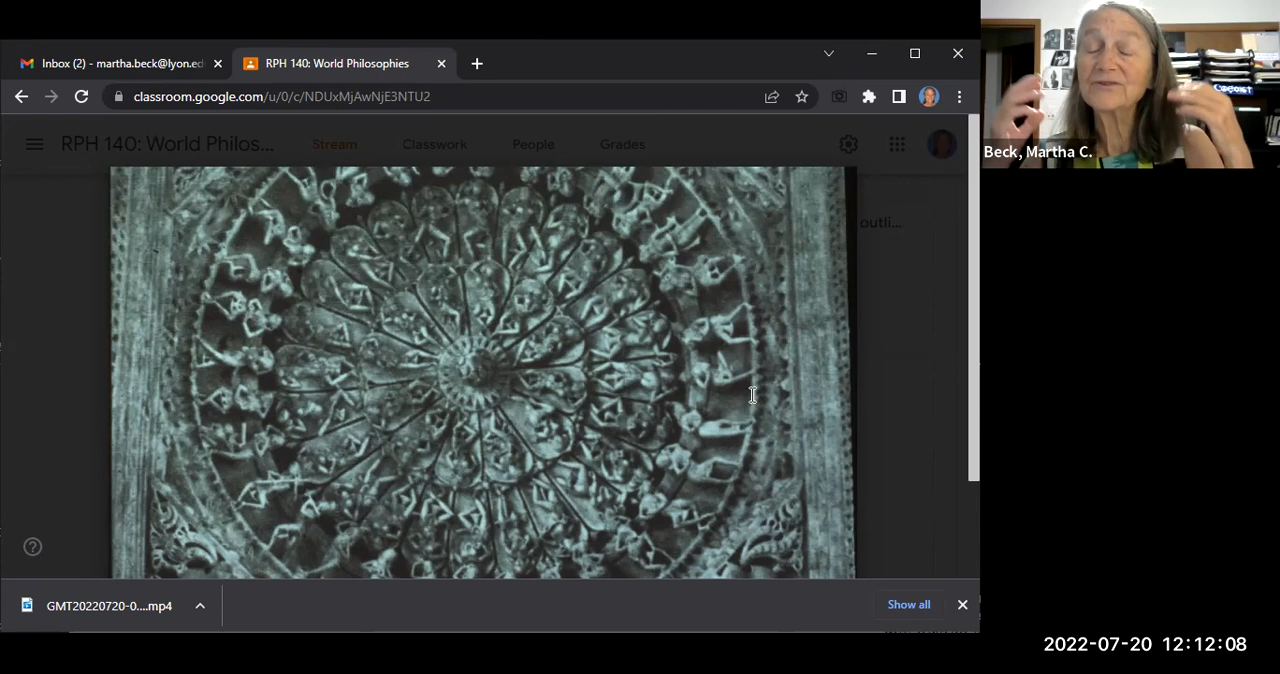 Inbox (2) - martha.beck@lyon.ed
RPH 140: World Philosophies
classroom.google.com/u/0/c/NDUxMjAwNjE3NTU2
RPH 140: World Philos...
Stream
Classwork
People
Grades
outli...
Coexist
Beck, Martha C.
GMT20220720-0....mp4
Show all
2022-07-20 12:12:08